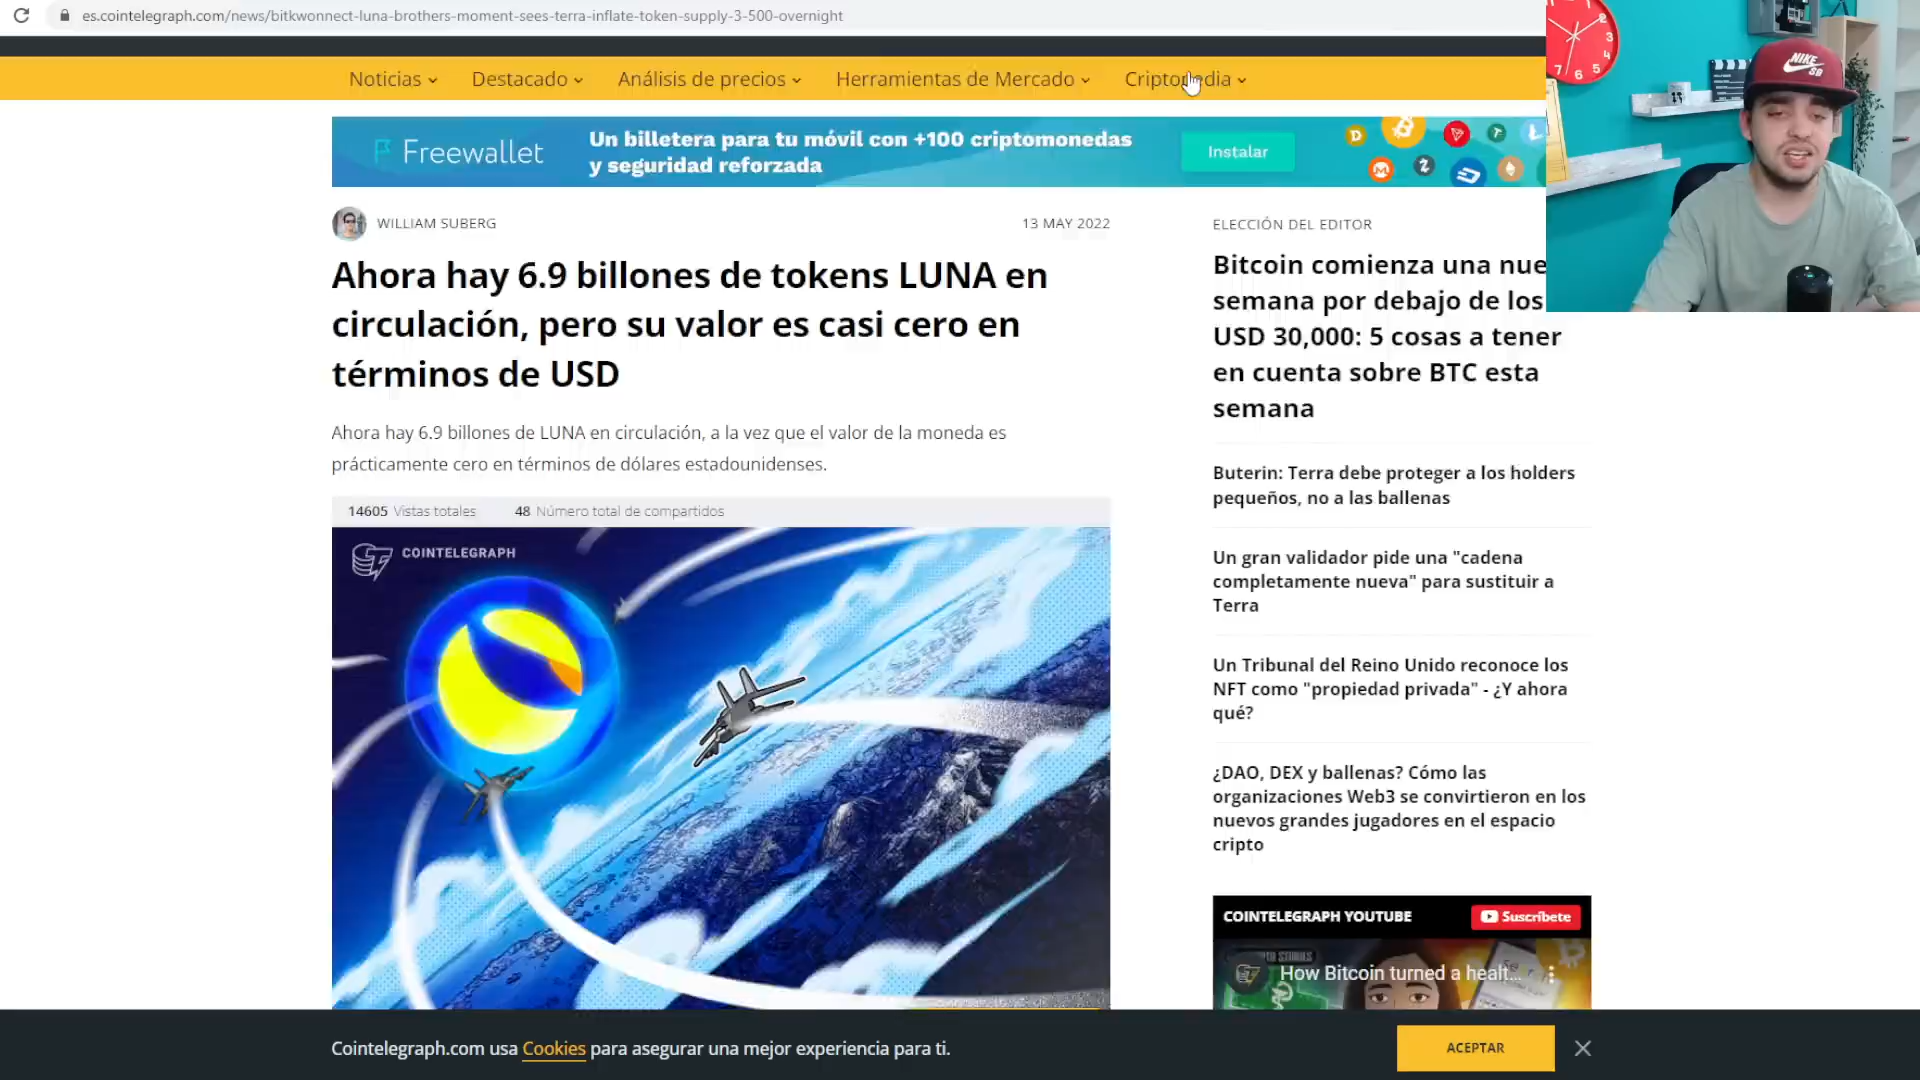 es.cointelegraph.com/news/bitkwonnect-luna-brothers-moment-sees-terra-inflate-token-supply-3-500-overnight
Noticias Destacado Análisis de precios Herramientas de Mercado Criptopedia
Freewallet
Un billetera para tu móvil con +100 criptomonedas
y seguridad reforzada
Instalar
WILLIAM SUBERG
13 MAY 2022
Ahora hay 6.9 billones de tokens LUNA en
circulación, pero su valor es casi cero en
términos de USD
Ahora hay 6.9 billones de LUNA en circulación, a la vez que el valor de la moneda es
prácticamente cero en términos de dólares estadounidenses.
14605 Vistas totales 48 Número total de compartidos
COINTELEGRAPH
ELECCIÓN DEL EDITOR
Bitcoin comienza una nue
semana por debajo de los
USD 30,000: 5 cosas a tener
en cuenta sobre BTC esta
semana
Buterin: Terra debe proteger a los holders
pequeños, no a las ballenas
Un gran validador pide una "cadena
completamente nueva" para sustituir a
Terra
Un Tribunal del Reino Unido reconoce los
NFT como "propiedad privada" - ¿Y ahora
qué?
¿DAO, DEX y ballenas? Cómo las
organizaciones Web3 se convirtieron en los
nuevos grandes jugadores en el espacio
cripto
COINTELEGRAPH YOUTUBE
Suscríbete
How Bitcoin turned a healt...
Cointelegraph.com usa Cookies para asegurar una mejor experiencia para ti.
ACEPTAR
NIKE
SB
2
3
5
6
7